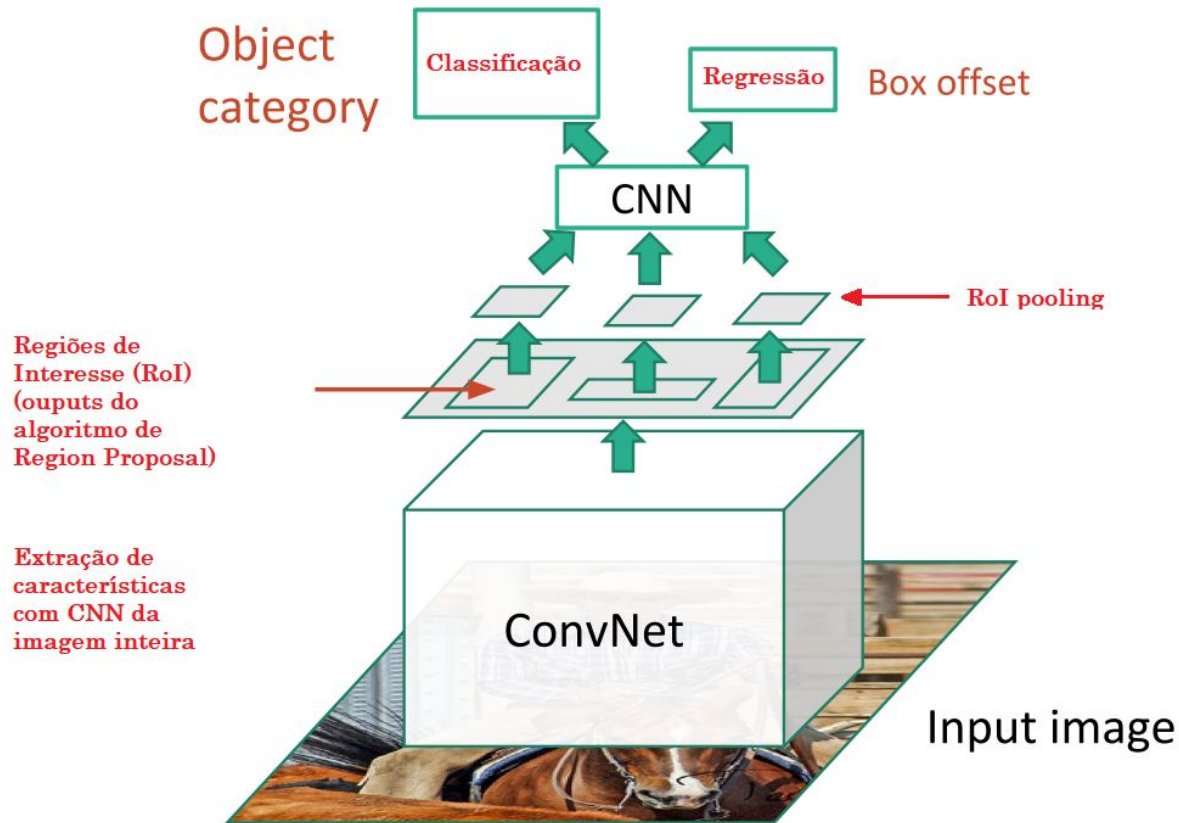 Object
category
Classificação
Regressão
Box offset
CNN
RoI pooling
Regiões de
Interesse (RoI)
(ouputs do
algoritmo de
Region Proposal)
Extração de
características
com CNN da
imagem inteira
ConvNet
Input image